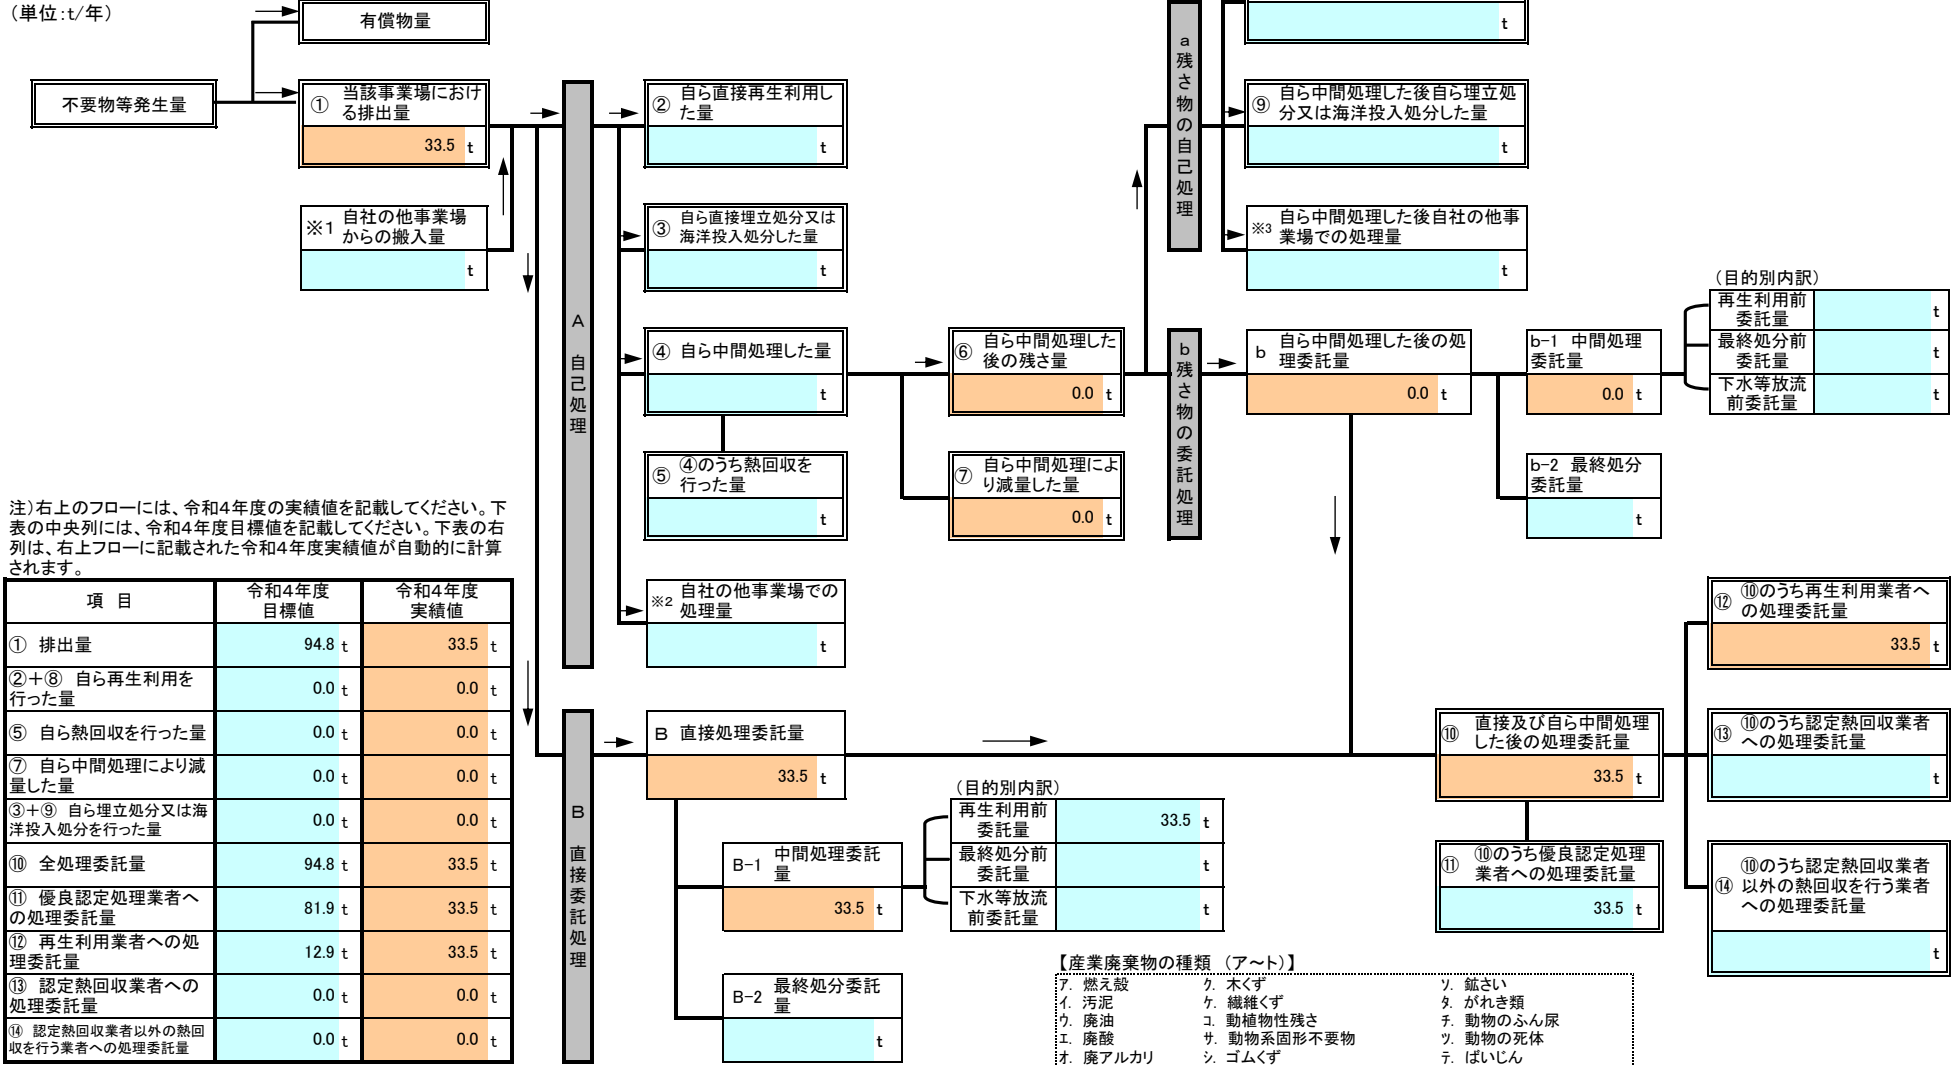 (単位:t/年)
有償物量
t
不要物等発生量
① 当該事業場におけ
る排出量
33.5 t
※1 自社の他事業場
からの搬入量
t
A 自己処理
② 自ら直接再生利用し
た量
t
③ 自ら直接埋立処分又は
海洋投入処分した量
t
④ 自ら中間処理した量
t
⑤ ④のうち熱回収を
行った量
t
※2 自社の他事業場での
処理量
t
⑥ 自ら中間処理した
後の残さ量
0.0 t
⑦ 自ら中間処理によ
り減量した量
0.0 t
a 残さ物の自己処理
⑨ 自ら中間処理した後自ら埋立処
分又は海洋投入処分した量
t
※3 自ら中間処理した後自社の他事
業場での処理量
t
b 残さ物の委託処理
b 自ら中間処理した後の処
理委託量
0.0 t
b-1 中間処理
委託量
0.0 t
b-2 最終処分
委託量
t
(目的別内訳)
再生利用前
委託量
t
最終処分前
委託量
t
下水等放流
前委託量
t
注)右上のフローには、令和4年度の実績値を記載してください。下
表の中央列には、令和4年度目標値を記載してください。下表の右
列は、右上フローに記載された令和4年度実績値が自動的に計算
されます。
項 目 令和4年度
目標値 令和4年度
実績値
① 排出量 94.8 t 33.5 t
②+⑧ 自ら再生利用を
行った量 0.0 t 0.0 t
⑤ 自ら熱回収を行った量 0.0 t 0.0 t
⑦ 自ら中間処理により減
量した量 0.0 t 0.0 t
③+⑨ 自ら埋立処分又は海
洋投入処分を行った量 0.0 t 0.0 t
⑩ 全処理委託量 94.8 t 33.5 t
⑪ 優良認定処理業者へ
の処理委託量 81.9 t 33.5 t
⑫ 再生利用業者への処
理委託量 12.9 t 33.5 t
⑬ 認定熱回収業者への
処理委託量 0.0 t 0.0 t
⑭ 認定熱回収業者以外の熱回
収を行う業者への処理委託量 0.0 t 0.0 t
B 直接委託処理
B 直接処理委託量
33.5 t
B-1 中間処理委託
量
33.5 t
B-2 最終処分委託
量
t
(目的別内訳)
再生利用前
委託量
33.5 t
最終処分前
委託量
t
下水等放流
前委託量
t
⑩ 直接及び自ら中間処理
した後の処理委託量
33.5 t
⑪ ⑩のうち優良認定処理
業者への処理委託量
33.5 t
⑫ ⑩のうち再生利用業者へ
の処理委託量
33.5 t
⑬ ⑩のうち認定熱回収業者
への処理委託量
t
⑭ ⑩のうち認定熱回収業者
以外の熱回収を行う業者
への処理委託量
t
【産業廃棄物の種類 (ア~ト)】
ア. 燃え殻 ク. 木くず ソ. 鉱さい
イ. 汚泥 ケ. 繊維くず タ. がれき類
ウ. 廃油 コ. 動植物性残さ チ. 動物のふん尿
エ. 廃酸 サ. 動物系固形不要物 ツ. 動物の死体
オ. 廃アルカリ シ. ゴムくず テ. ばいじん